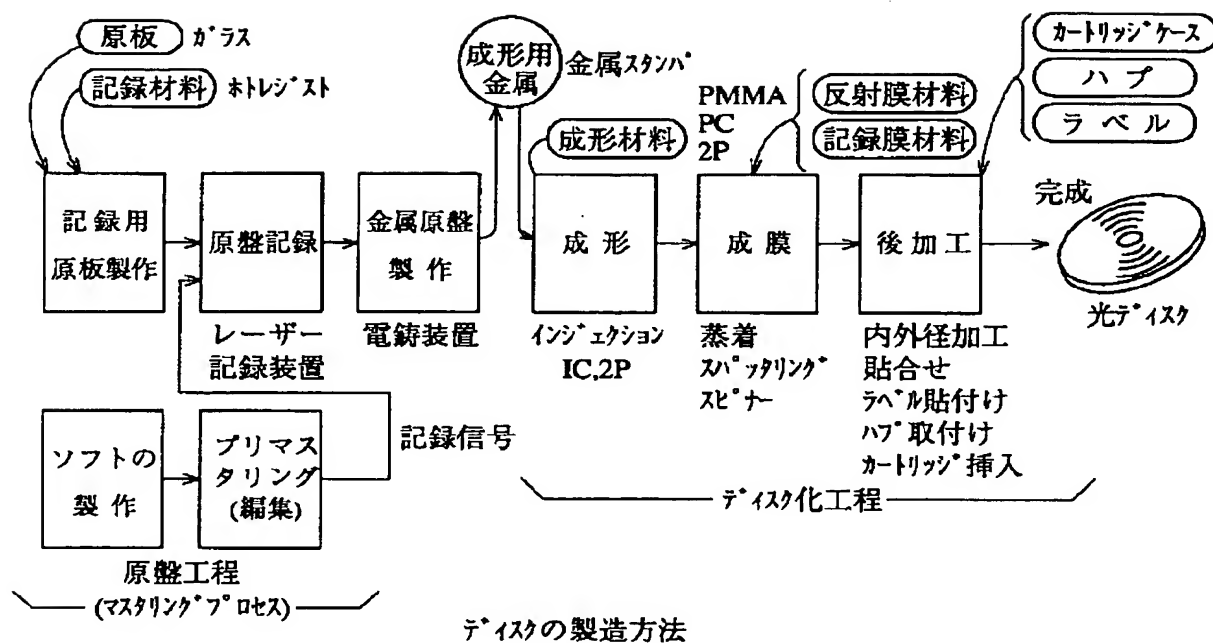 原板 ガラス
記録材料 ホトレジスト
成形用
金属
金属スタンパ
成形材料
PMMA
PC
2P
反射膜材料
記録膜材料
カートリッジケース
ハブ
ラベル
記録用
原板製作
原盤記録
金属原盤
製作
成形
成膜
後加工
完成
光ディスク
レーザー
記録装置
電鋳装置
インジェクション
IC,2P
蒸着
スパッタリング
スピナー
内外径加工
貼合せ
ラベル貼付け
ハブ取付け
カートリッジ挿入
ソフトの
製作
プリマス
タリング
(編集)
記録信号
ディスク化工程
原盤工程
(マスタリングプロセス)
ディスクの製造方法